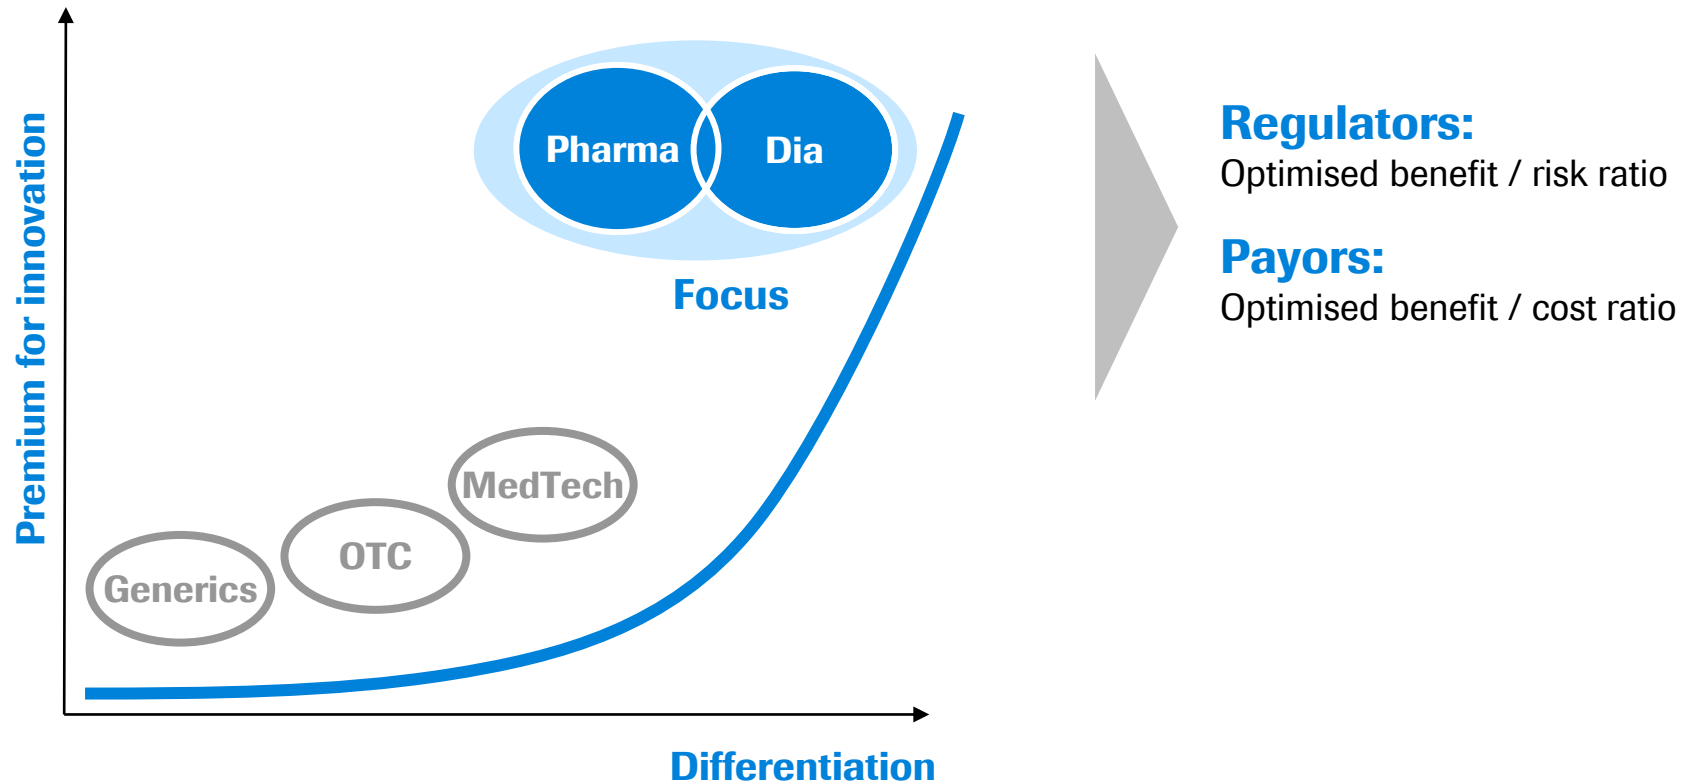 Premium for innovation
Pharma
Dia
Focus
MedTech
OTC
Generics
Differentiation
Regulators:
Optimised benefit / risk ratio
Payors:
Optimised benefit / cost ratio